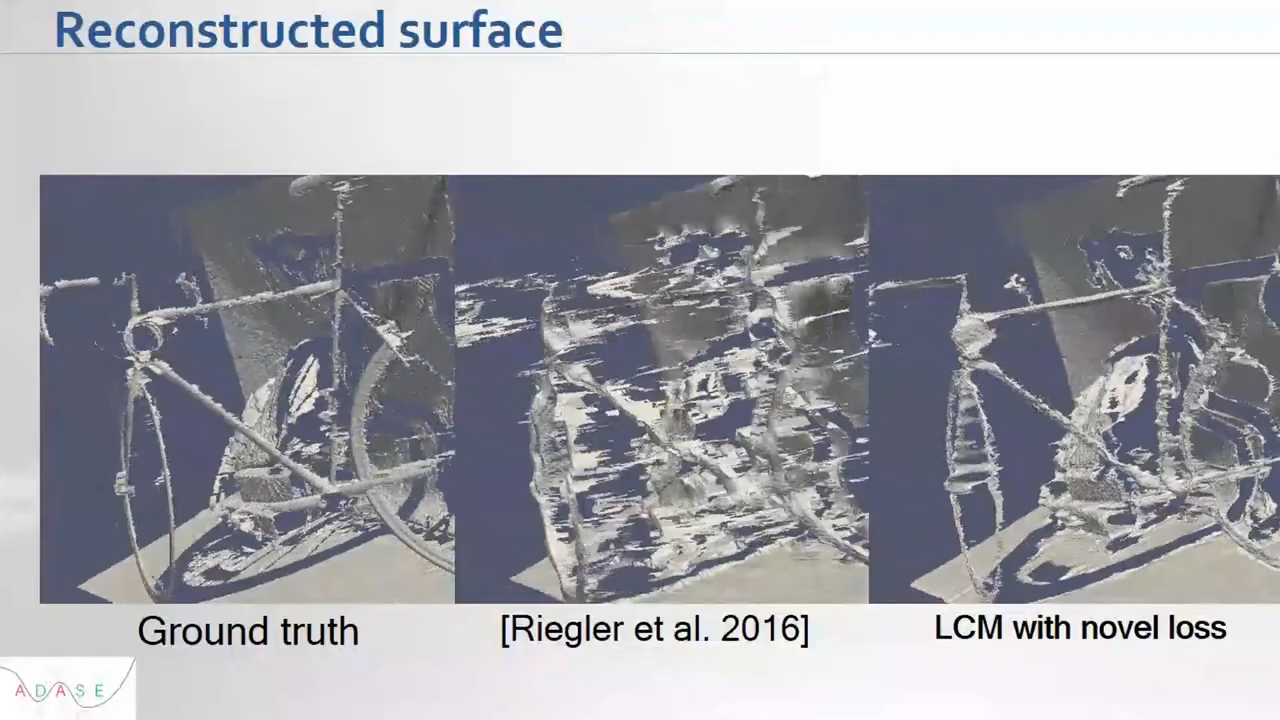 Reconstructed surface
Ground truth
[Riegler et al. 2016]
LCM with novel loss
ADASE